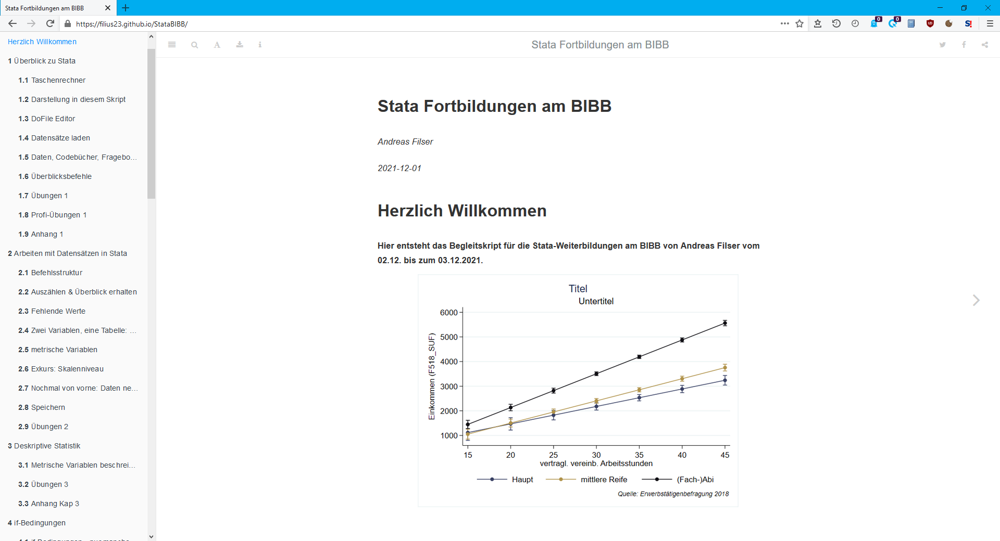 Stata Fortbildungen am BIBB
https://filius23.github.io/StataBIBB/
0
0
Herzlich Willkommen
1 Überblick zu Stata
1.1 Taschenrechner
1.2 Darstellung in diesem Skript
1.3 DoFile Editor
1.4 Datensätze laden
1.5 Daten, Codebücher, Fragebo...
1.6 Überblicksbefehle
1.7 Übungen 1
1.8 Profi-Übungen 1
1.9 Anhang 1
2 Arbeiten mit Datensätzen in Stata
2.1 Befehlsstruktur
2.2 Auszählen & Überblick erhalten
2.3 Fehlende Werte
2.4 Zwei Variablen, eine Tabelle: ...
2.5 metrische Variablen
2.6 Exkurs: Skalenniveau
2.7 Nochmal von vorne: Daten ne...
2.8 Speichern
2.9 Übungen 2
3 Deskriptive Statistik
3.1 Metrische Variablen beschrei...
3.2 Übungen 3
3.3 Anhang Kap 3
4 if-Bedingungen
Stata Fortbildungen am BIBB
Stata Fortbildungen am BIBB
Andreas Filser
2021-12-01
Herzlich Willkommen
Hier entsteht das Begleitskript für die Stata-Weiterbildungen am BIBB von Andreas Filser vom
02.12. bis zum 03.12.2021.
Titel
Untertitel
Einkommen (F518_SUF)
6000
5000
4000
3000
2000
1000
15 20 25 30 35 40 45
vertragl. vereinb. Arbeitsstunden
Haupt mittlere Reife (Fach-)Abi
Quelle: Erwerbstätigenbefragung 2018